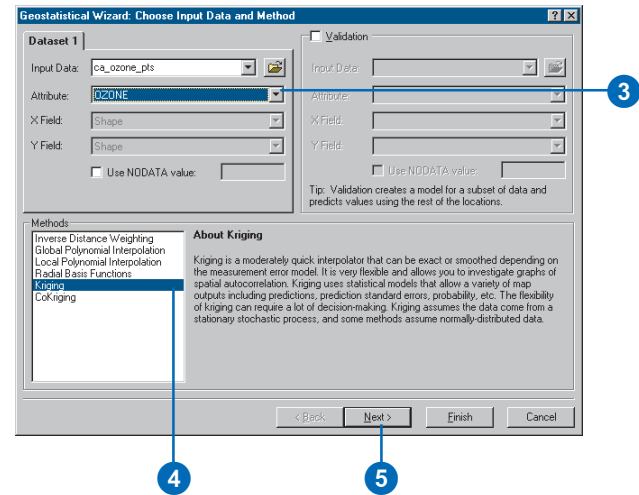 Geostatistical Wizard: Choose Input Data and Method
Dataset 1
Input Data: ca_ozone_pts
Attribute: OZONE
X Field: Shape
Y Field: Shape
Use NODATA value:
Validation
Input Data:
Attribute:
X Field:
Y Field:
Use NODATA value:
Tip: Validation creates a model for a subset of data and
predicts values using the rest of the locations.
3
Methods
Inverse Distance Weighting
Global Polynomial Interpolation
Local Polynomial Interpolation
Radial Basis Functions
Kriging
CoKriging
About Kriging
Kriging is a moderately quick interpolator that can be exact or smoothed depending on
the measurement error model. It is very flexible and allows you to investigate graphs of
spatial autocorrelation. Kriging uses statistical models that allow a variety of map
outputs including predictions, prediction standard errors, probability, etc. The flexibility
of kriging can require a lot of decision-making. Kriging assumes the data come from a
stationary stochastic process, and some methods assume normally-distributed data.
< Back Next > Finish Cancel
4 5